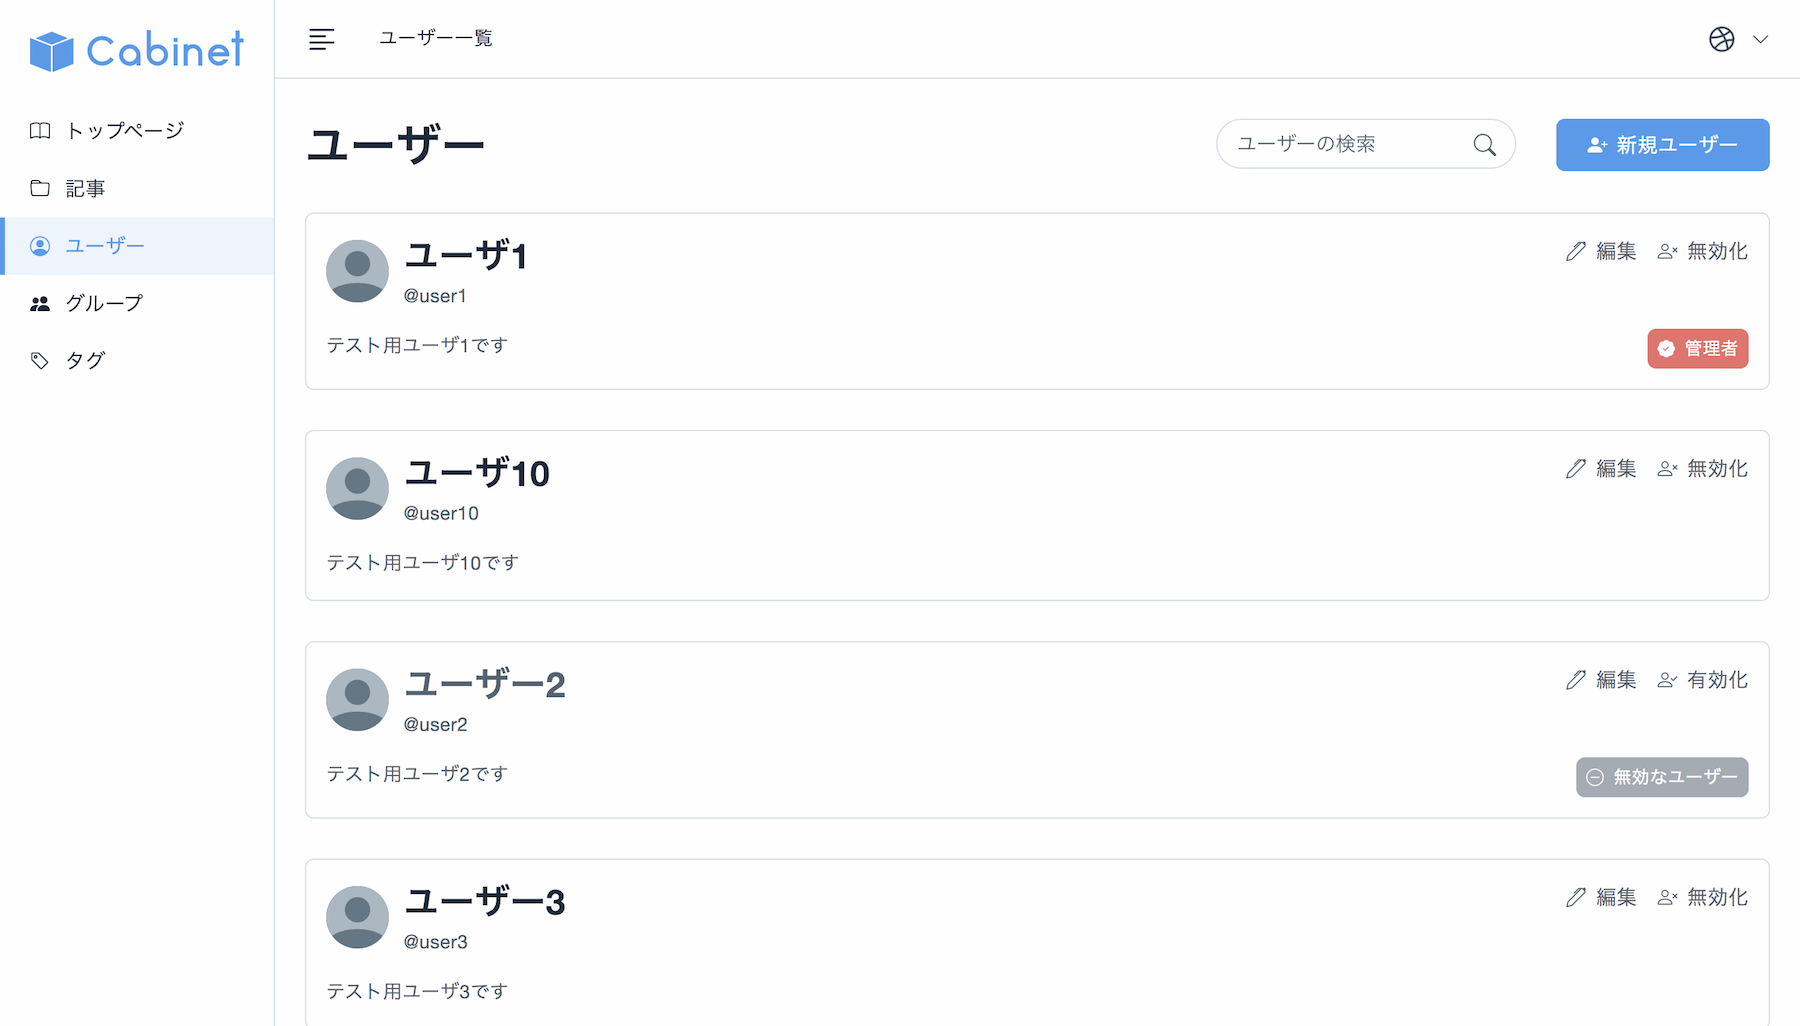 Cabinet
トップページ
記事
ユーザー
グループ
タグ
ユーザー一覧
ユーザー
ユーザーの検索
新規ユーザー
ユーザ1
@user1
テスト用ユーザ1です
編集 無効化
管理者
ユーザ10
@user10
テスト用ユーザ10です
編集 無効化
ユーザー2
@user2
テスト用ユーザ2です
編集 有効化
無効なユーザー
ユーザー3
@user3
テスト用ユーザ3です
編集 無効化